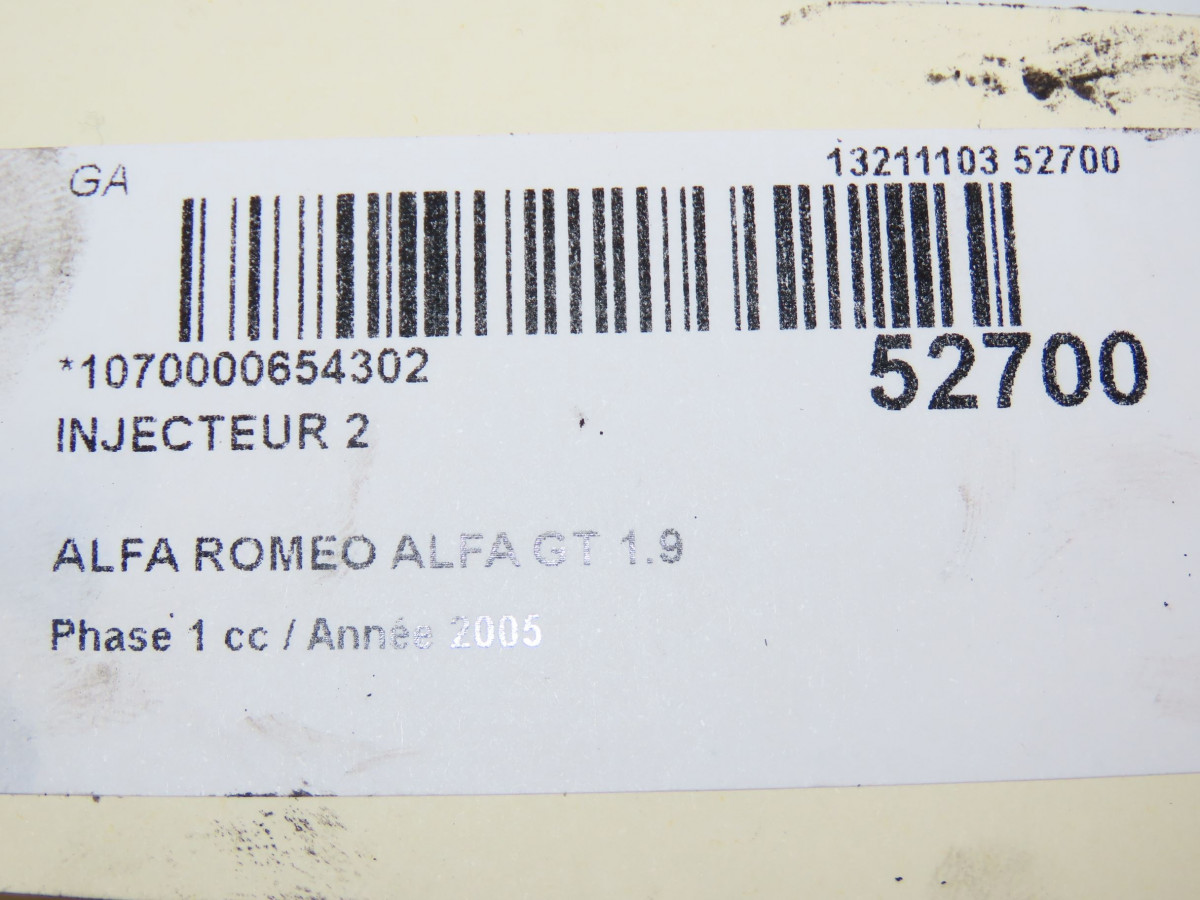 GA
13211103 52700
*1070000654302
52700
INJECTEUR 2
ALFA ROMEO ALFA GT 1.9
Phase 1 cc / Année 2005